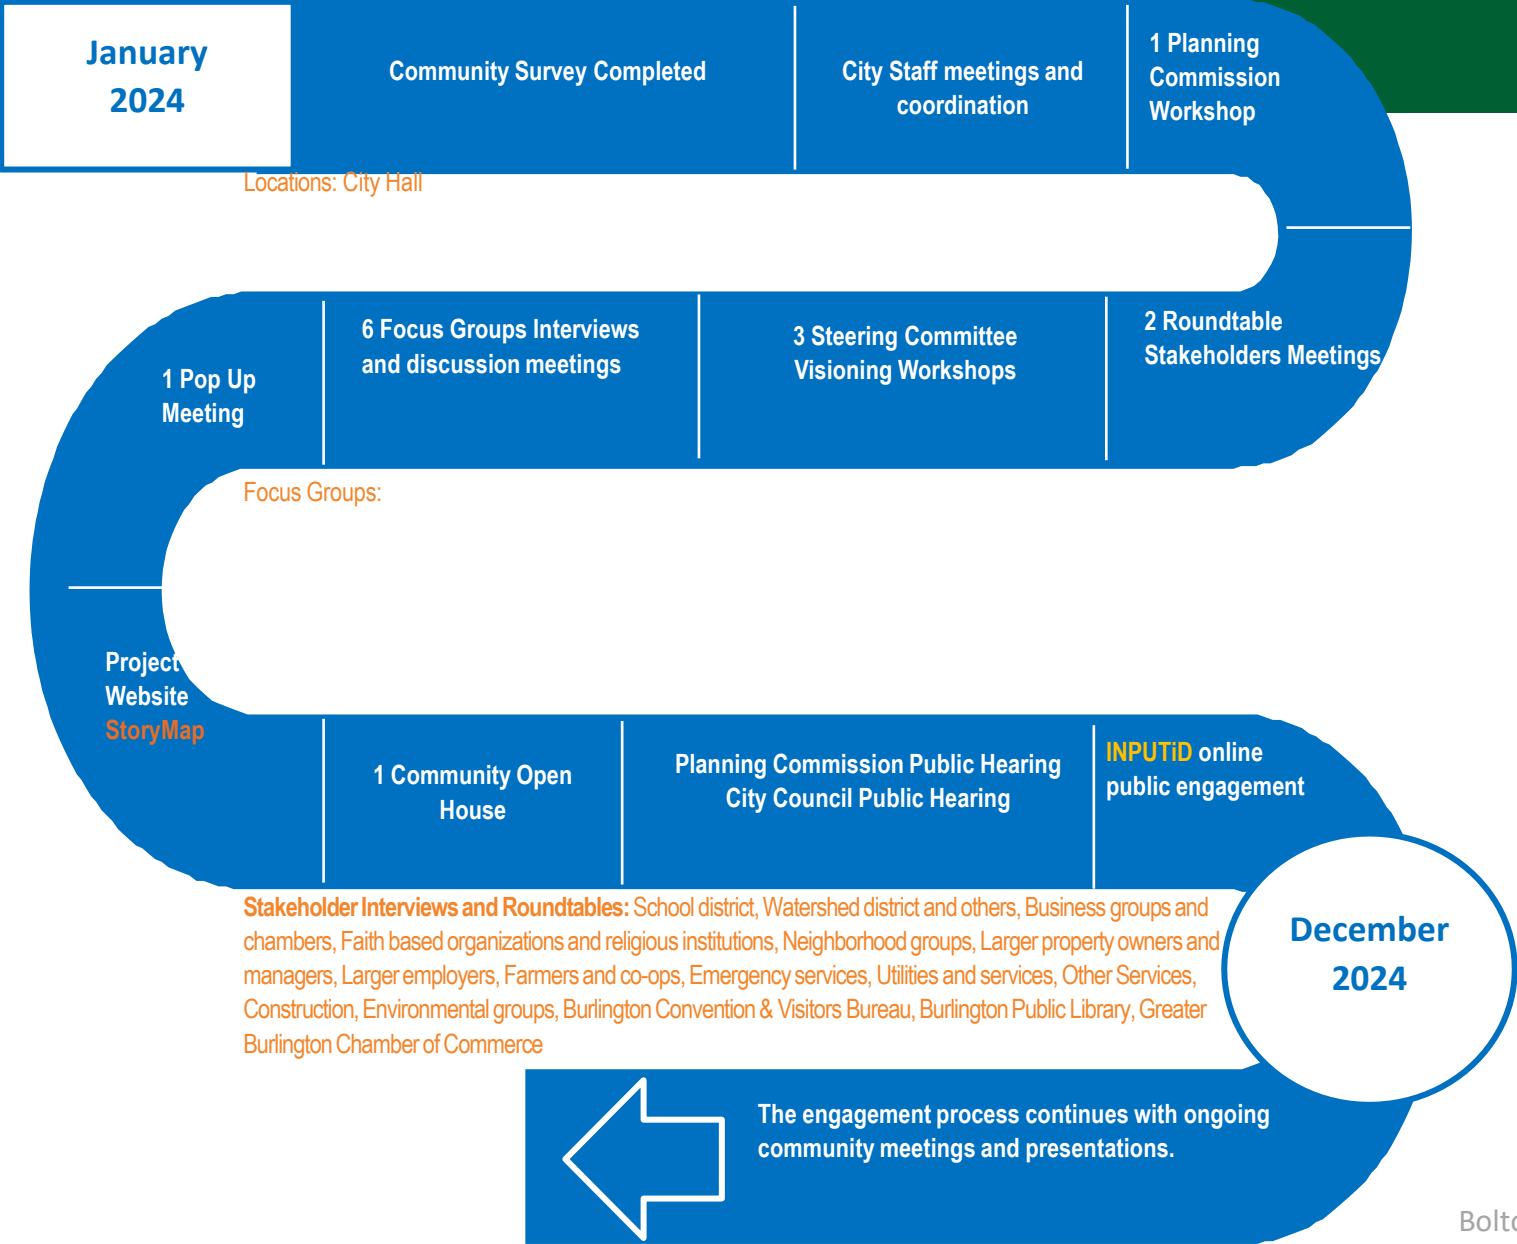 January
2024
Community Survey Completed
City Staff meetings and
coordination
1 Planning
Commission
Workshop
Locations: City Hall
2 Roundtable
Stakeholders Meetings
3 Steering Committee
Visioning Workshops
6 Focus Groups Interviews
and discussion meetings
1 Pop Up
Meeting
Focus Groups:
Project
Website
StoryMap
1 Community Open
House
Planning Commission Public Hearing
City Council Public Hearing
INPUTiD online
public engagement
December
2024
Stakeholder Interviews and Roundtables: School district, Watershed district and others, Business groups and
chambers, Faith based organizations and religious institutions, Neighborhood groups, Larger property owners and
managers, Larger employers, Farmers and co-ops, Emergency services, Utilities and services, Other Services,
Construction, Environmental groups, Burlington Convention & Visitors Bureau, Burlington Public Library, Greater
Burlington Chamber of Commerce
The engagement process continues with ongoing
community meetings and presentations.